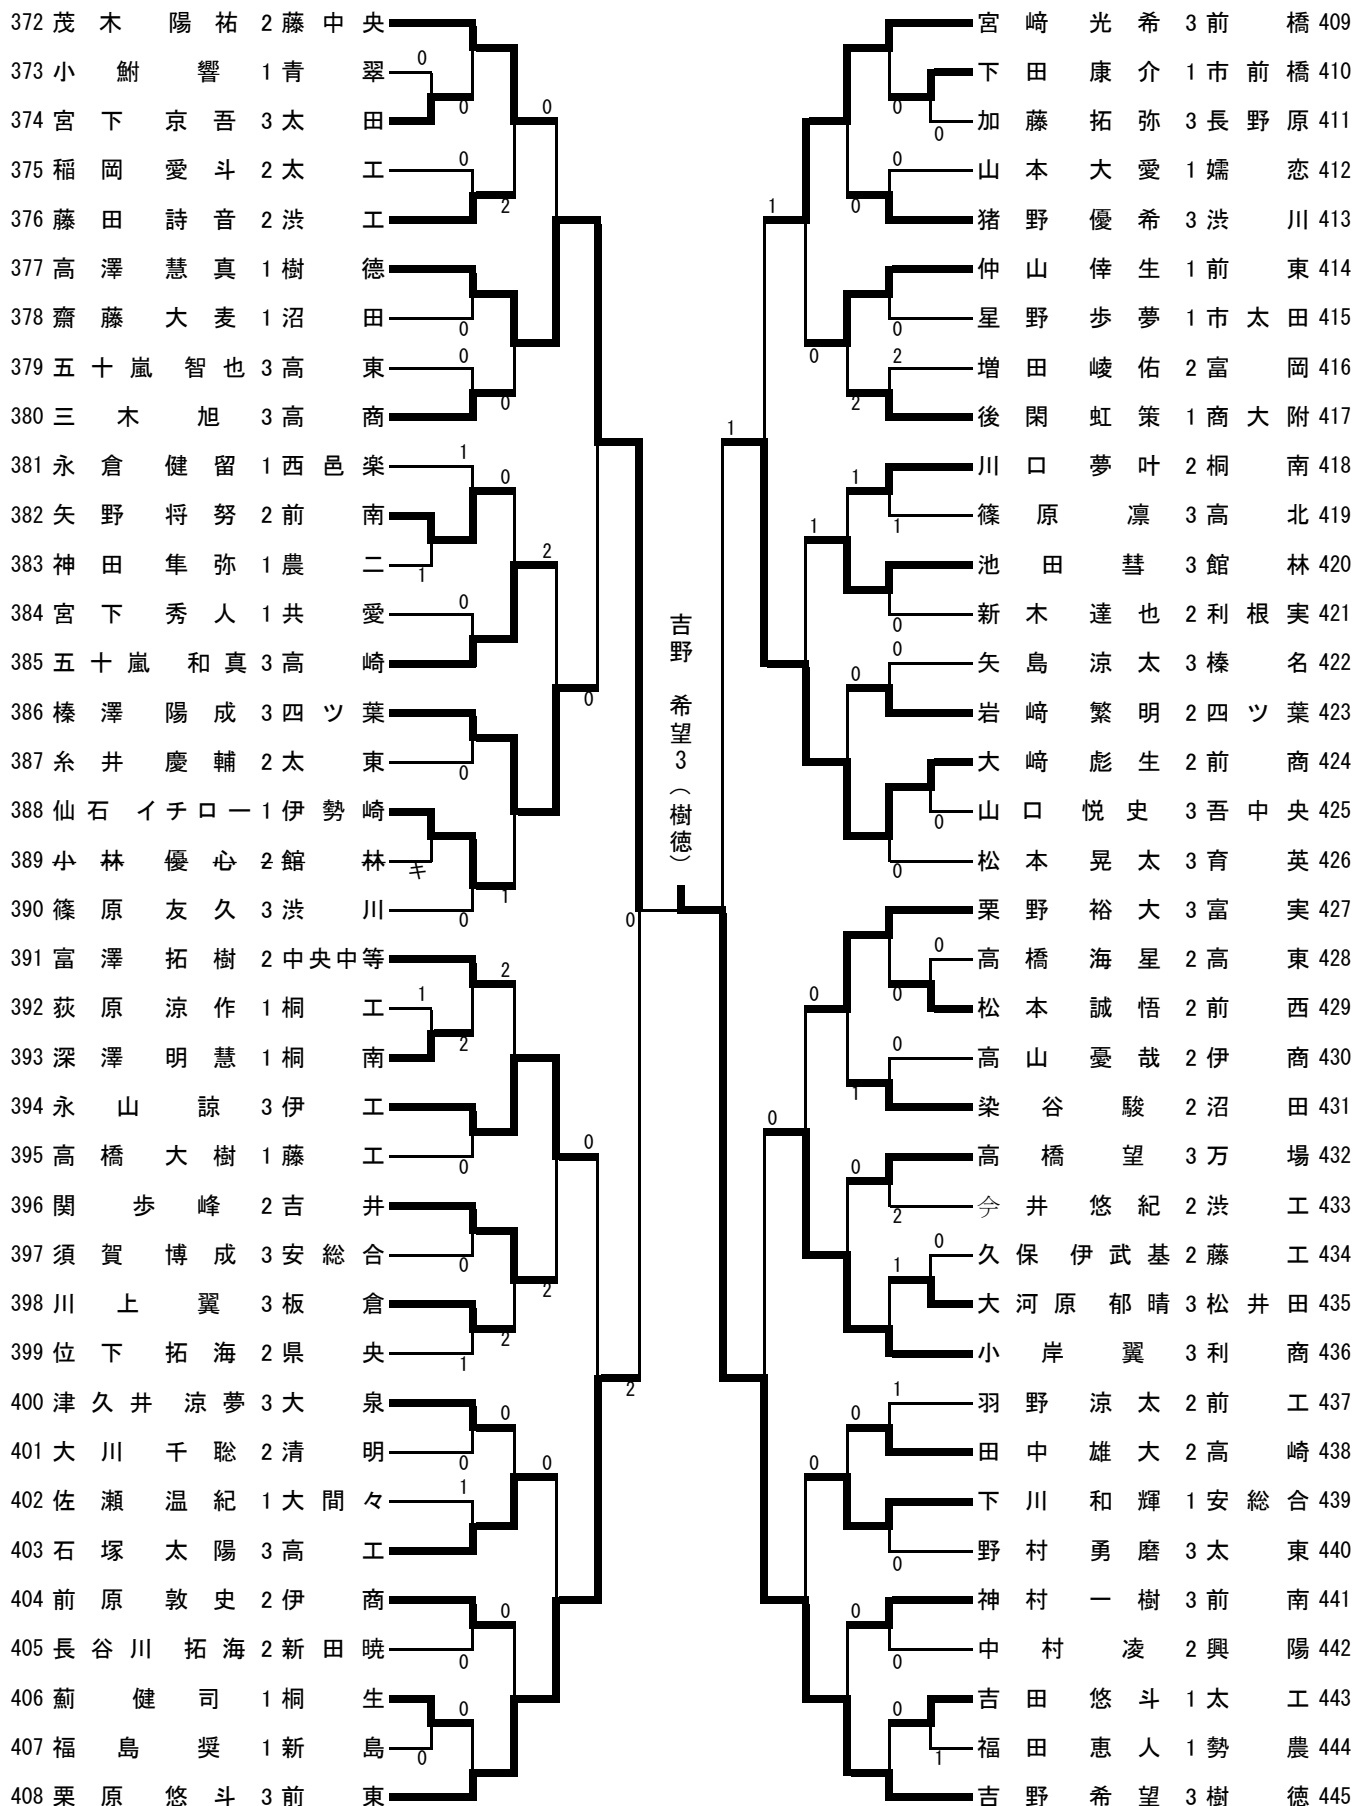 372 茂木 陽祐 2 藤中央
373 小鮒 響 1 青翠
374 宮下 京吾 3 太田
375 稲岡 愛斗 2 太工
376 藤田 詩音 2 渋工
377 高澤 慧真 1 樹徳
378 齋藤 大麦 1 沼田
379 五十嵐 智也 3 高東
380 三木 旭 3 高商
381 永倉 健留 1 西邑楽
382 矢野 将努 2 前南
383 神田 隼弥 1 農二
384 宮下 秀人 1 共愛
385 五十嵐 和真 3 高崎
386 榛澤 陽成 3 四ツ葉
387 糸井 慶輔 2 太東
388 仙石 イチロー 1 伊勢崎
389 小林 優心 2 館林
キ
390 篠原 友久 3 渋川
391 富澤 拓樹 2 中央中等
392 荻原 涼作 1 桐工
393 深澤 明慧 1 桐南
394 永山 諒 3 伊工
395 高橋 大樹 1 藤工
396 関 歩峰 2 吉井
397 須賀 博成 3 安総合
398 川上 翼 3 板倉
399 位下 拓海 2 県央
400 津久井 涼夢 3 大泉
401 大川 千聡 2 清明
402 佐瀬 温紀 1 大間々
403 石塚 太陽 3 高工
404 前原 敦史 2 伊商
405 長谷川 拓海 2 新田暁
406 薊 健司 1 桐生
407 福島 奨 1 新島
408 栗原 悠斗 3 前東
吉野 希望3(樹徳)
宮﨑 光希 3 前橋 409
下田 康介 1 市前橋 410
加藤 拓弥 3 長野原 411
山本 大愛 1 嬬恋 412
猪野 優希 3 渋川 413
仲山 倖生 1 前東 414
星野 歩夢 1 市太田 415
増田 崚佑 2 富岡 416
後閑 虹策 1 商大附 417
川口 夢叶 2 桐南 418
篠原 凛 3 高北 419
池田 彗 3 館林 420
新木 達也 2 利根実 421
矢島 涼太 3 榛名 422
岩﨑 繁明 2 四ツ葉 423
大﨑 彪生 2 前商 424
山口 悦史 3 吾中央 425
松本 晃太 3 育英 426
栗野 裕大 3 富実 427
高橋 海星 2 高東 428
松本 誠悟 2 前西 429
高山 憂哉 2 伊商 430
染谷 駿 2 沼田 431
高橋 望 3 万場 432
今井 悠紀 2 渋工 433
久保 伊武基 2 藤工 434
大河原 郁晴 3 松井田 435
小岸 翼 3 利商 436
羽野 涼太 2 前工 437
田中 雄大 2 高崎 438
下川 和輝 1 安総合 439
野村 勇磨 3 太東 440
神村 一樹 3 前南 441
中村 凌 2 興陽 442
吉田 悠斗 1 太工 443
福田 恵人 1 勢農 444
吉野 希望 3 樹徳 445